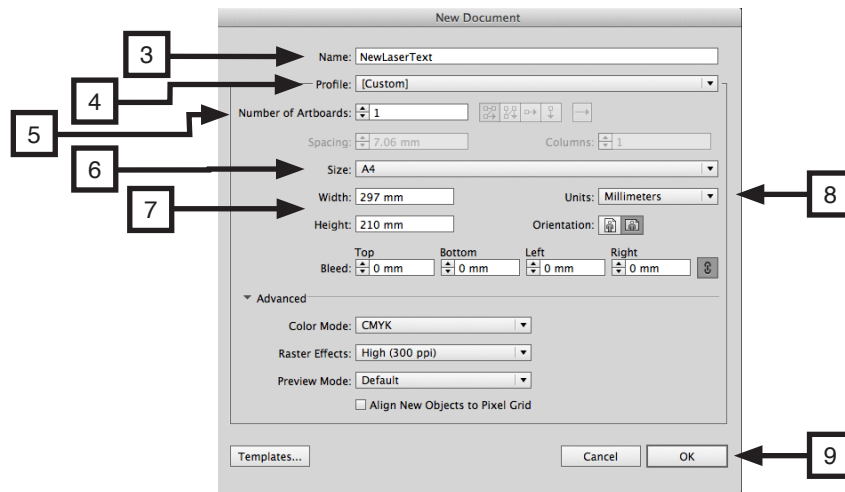 New Document
3
Name: NewLaserText
4
Profile: [Custom]
5
Number of Artboards: 1
Spacing: 7.06 mm Columns: 1
6
Size: A4
7
Width: 297 mm Units: Millimeters
8
Height: 210 mm Orientation:
Top Bottom Left Right
Bleed: 0 mm 0 mm 0 mm 0 mm
Advanced
Color Mode: CMYK
Raster Effects: High (300 ppi)
Preview Mode: Default
Align New Objects to Pixel Grid
Templates... Cancel OK
9